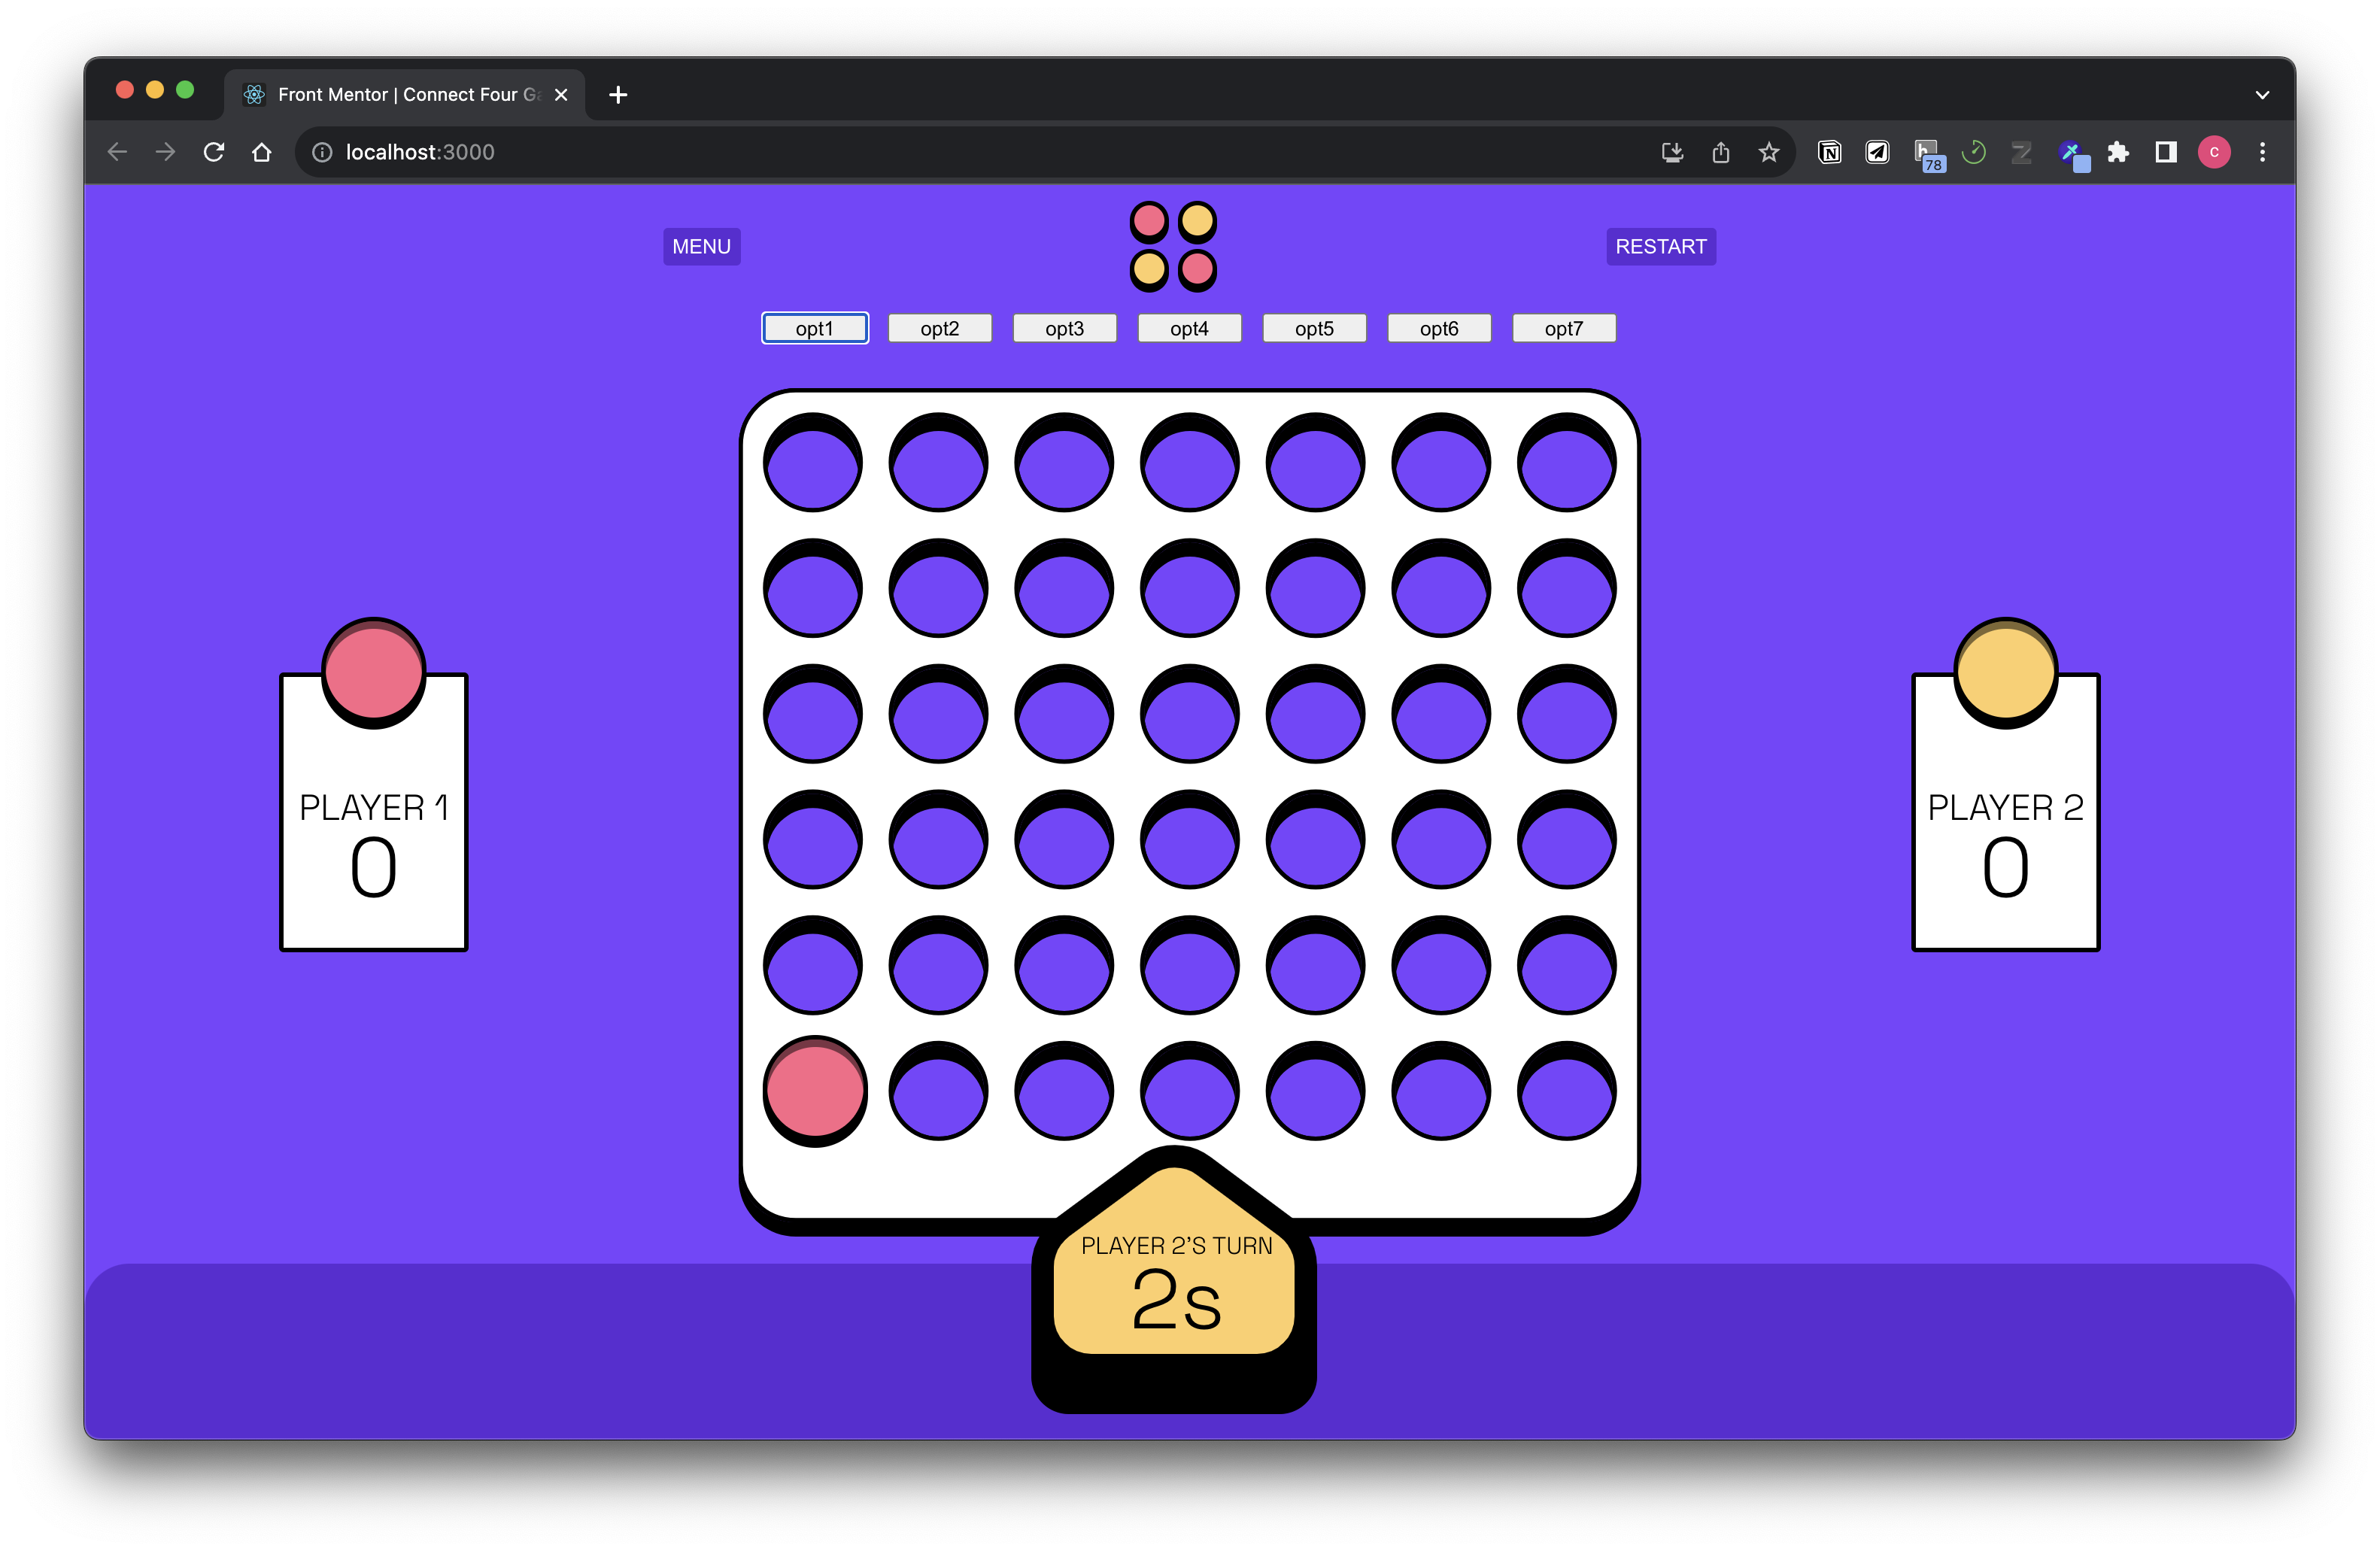 Front Mentor | Connect Four G
localhost:3000
78
C
MENU
RESTART
opt1 opt2 opt3 opt4 opt5 opt6 opt7
PLAYER 1
0
PLAYER 2
0
PLAYER 2'S TURN
2s